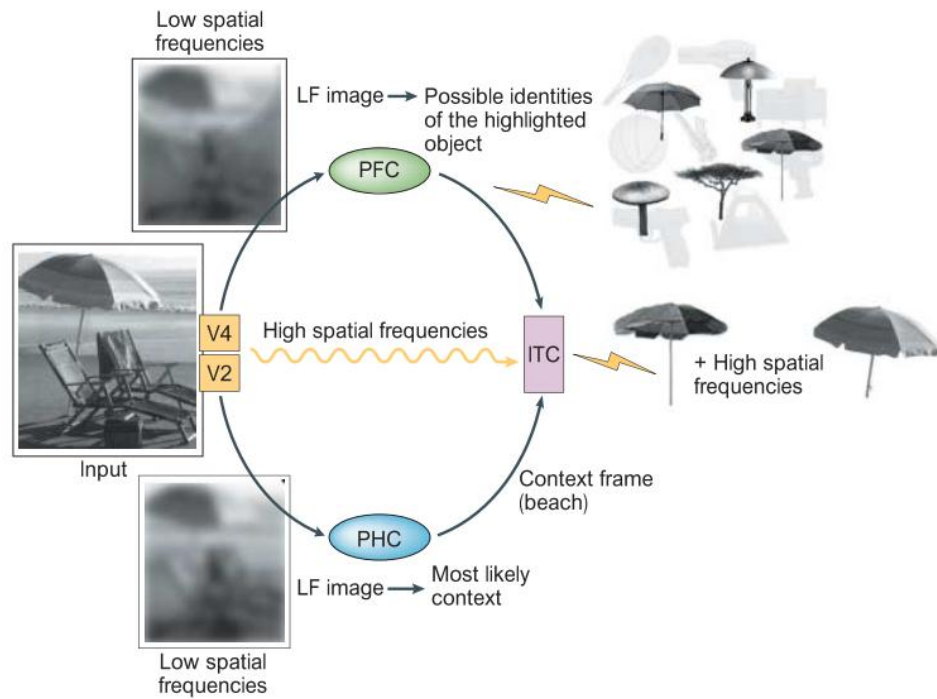 Low spatial
frequencies
LF image
Possible identities
of the highlighted
object
PFC
V4
V2
High spatial frequencies
ITC
+ High spatial
frequencies
Input
Context frame
(beach)
PHC
LF image
Most likely
context
Low spatial
frequencies